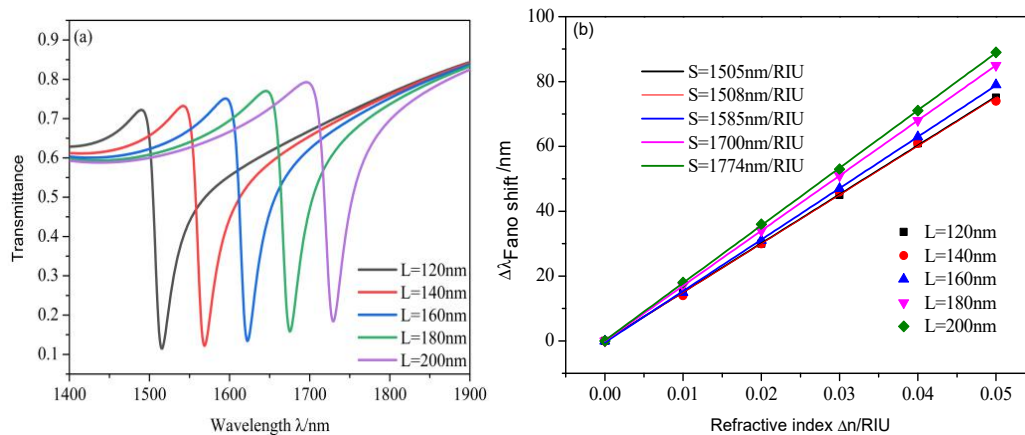 (a)
0.9
0.8
0.7
0.6
0.5
0.4
0.3
0.2
0.1
Transmittance
L=120nm
L=140nm
L=160nm
L=180nm
L=200nm
1400 1500 1600 1700 1800 1900
Wavelength λ/nm
(b)
100
80
60
40
20
0
ΔλFano shift/nm
S=1505nm/RIU
S=1508nm/RIU
S=1585nm/RIU
S=1700nm/RIU
S=1774nm/RIU
L=120nm
L=140nm
L=160nm
L=180nm
L=200nm
0.00 0.01 0.02 0.03 0.04 0.05
Refractive index Δn/RIU